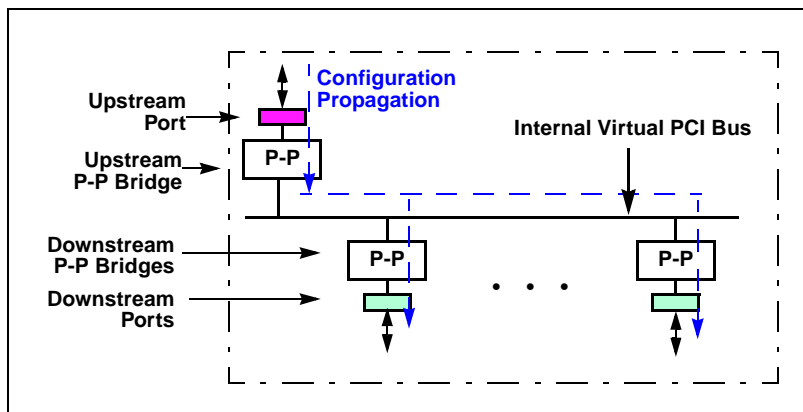 Configuration
Propagation
Upstream
Port
Internal Virtual PCI Bus
P-P
Upstream
P-P Bridge
Downstream
P-P Bridges
P-P
P-P
. . .
Downstream
Ports